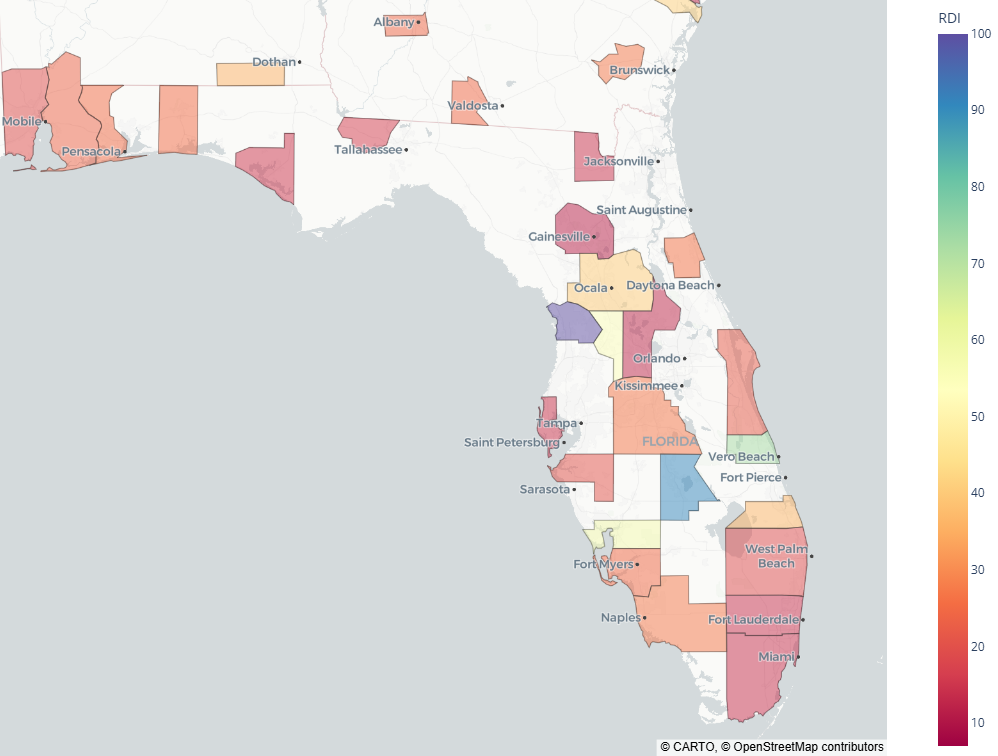 RDI
100
90
80
70
60
50
40
30
20
10
Albany
Dothan
Brunswick
Valdosta
Mobile
Pensacola
Tallahassee
Jacksonville
Saint Augustine
Gainesville
Ocala
Daytona Beach
Orlando
Kissimmee
Tampa
Saint Petersburg
FLORIDA
Vero Beach
Fort Pierce
Sarasota
West Palm
Beach
Fort Myers
Naples
Fort Lauderdale
Miami
© CARTO, © OpenStreetMap contributors